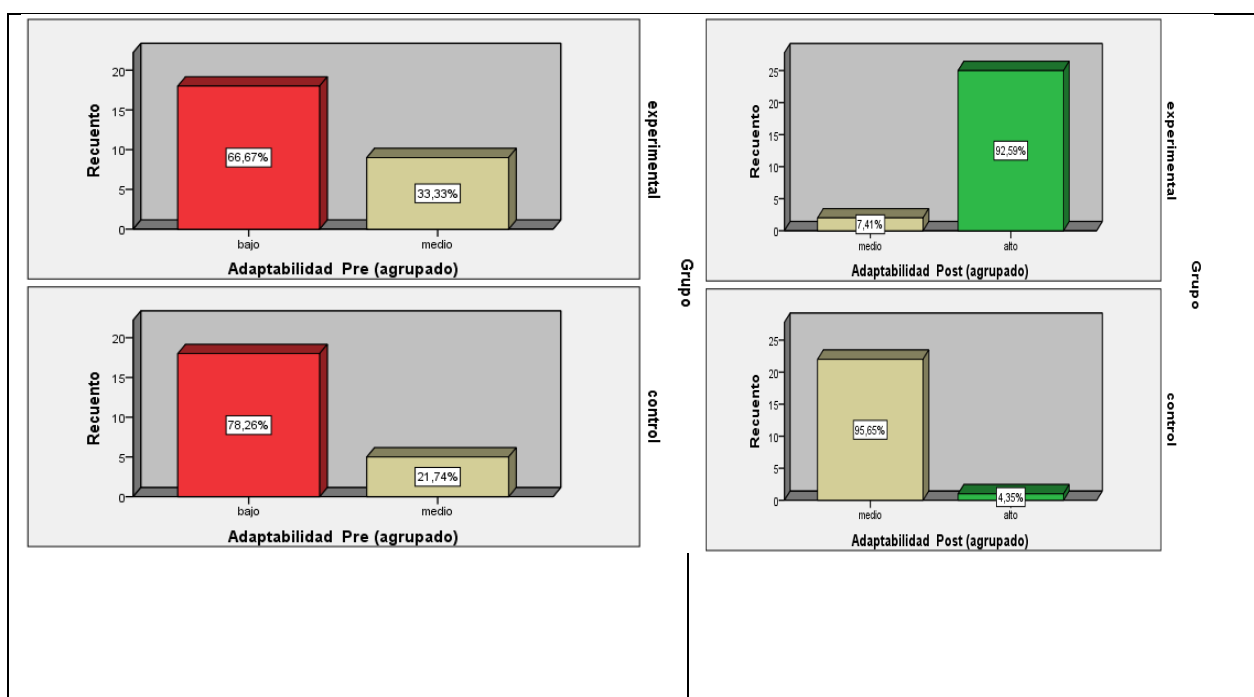 20
15
10
5
0
Recuento
66,67%
33,33%
bajo
medio
Adaptabilidad Pre (agrupado)
experimental
20
15
10
5
0
Recuento
78,26%
21,74%
bajo
medio
Adaptabilidad Pre (agrupado)
control
Grupo
25
20
15
10
5
0
Recuento
7,41%
92,59%
medio
alto
Adaptabilidad Post (agrupado)
experimental
25
20
15
10
5
0
Recuento
95,65%
4,35%
medio
alto
Adaptabilidad Post (agrupado)
control
Grupo